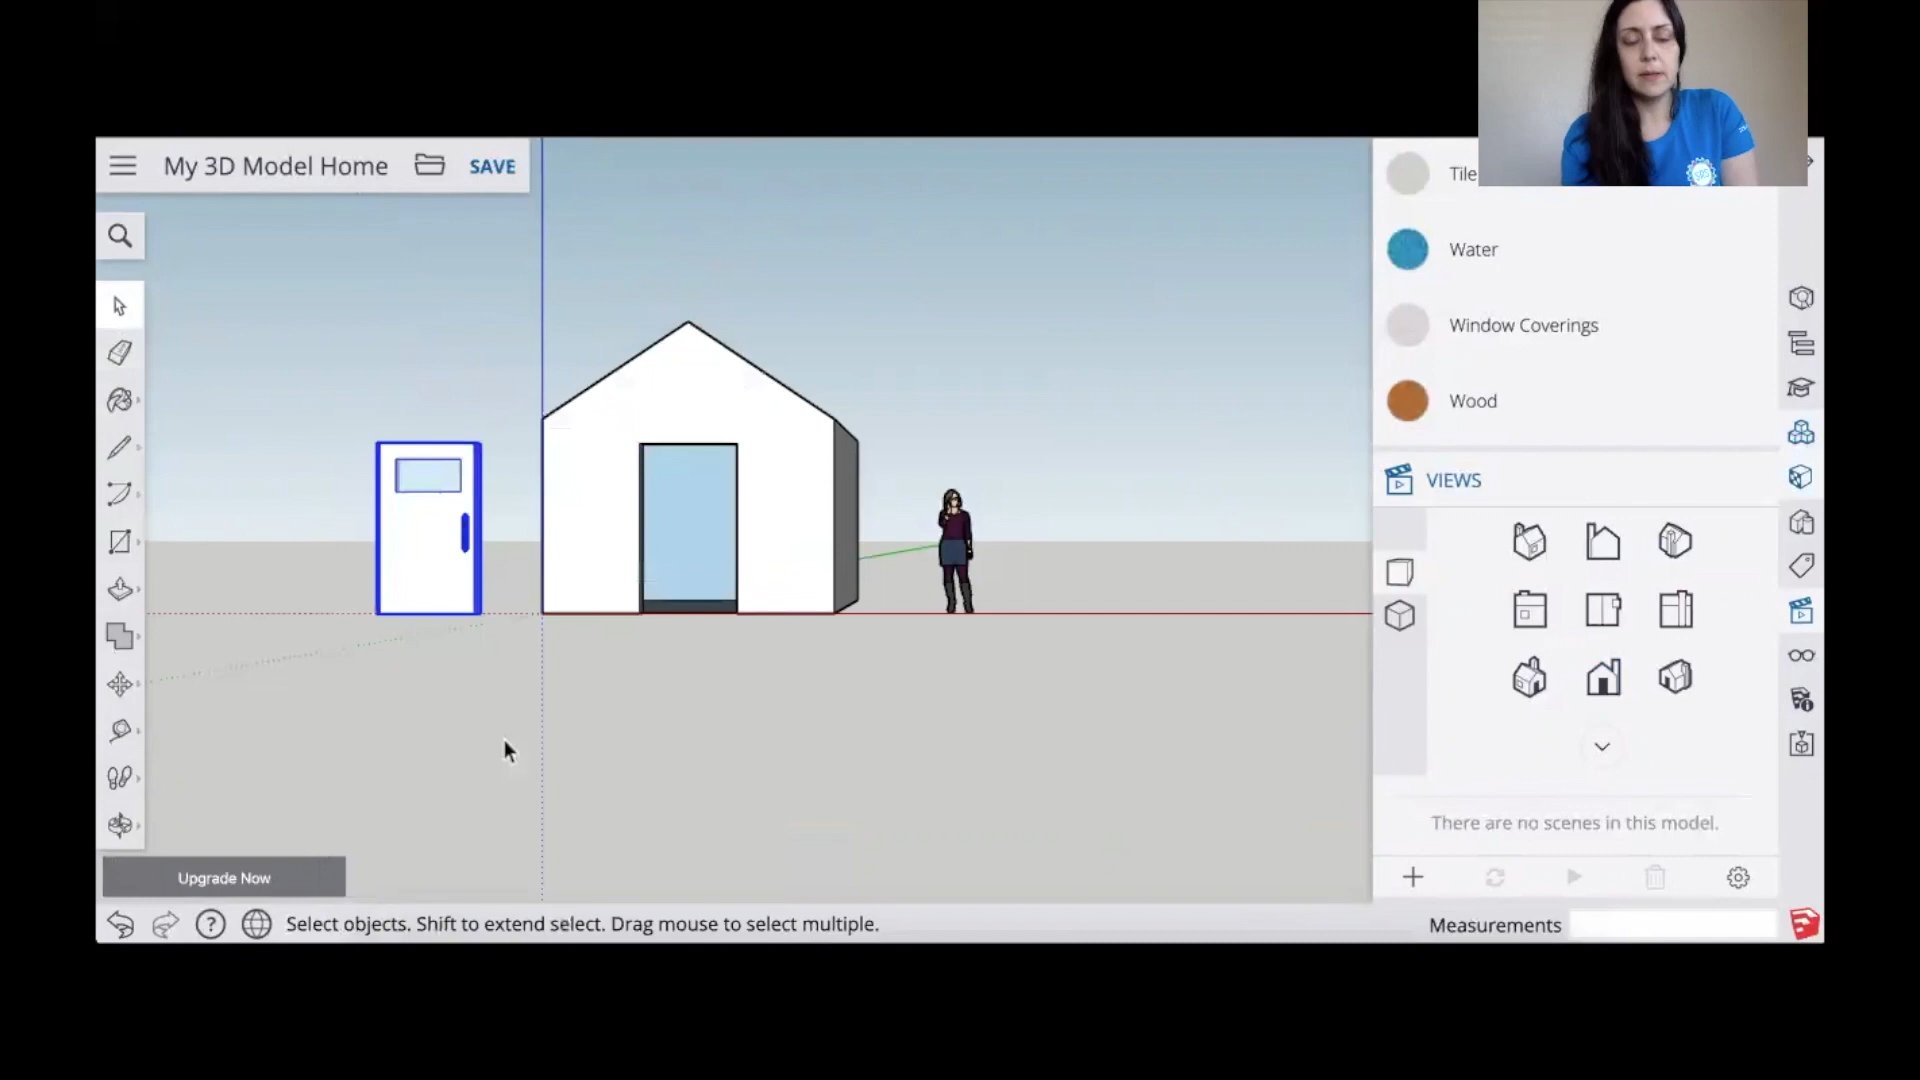 My 3D Model Home
SAVE
Tile
Water
Window Coverings
Wood
VIEWS
There are no scenes in this model.
Upgrade Now
Select objects. Shift to extend select. Drag mouse to select multiple.
Measurements
SRS